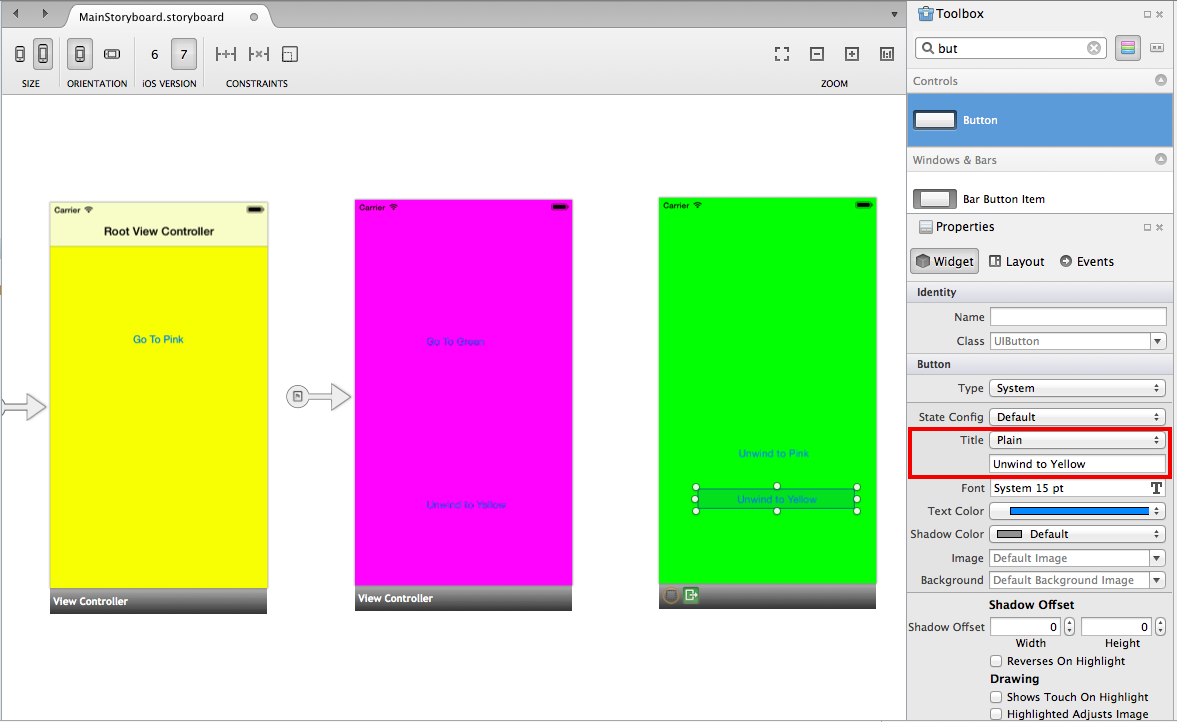 MainStoryboard.storyboard
6
7
SIZE
ORIENTATION
iOS VERSION
CONSTRAINTS
ZOOM
Carrier
Root View Controller
Go To Pink
View Controller
Carrier
Go To Green
Unwind to Yellow
View Controller
Carrier
Unwind to Pink
Unwind to Yellow
Toolbox
but
Controls
Button
Windows & Bars
Bar Button Item
Properties
Widget
Layout
Events
Identity
Name
Class UIButton
Button
Type System
State Config Default
Title Plain
Unwind to Yellow
Font System 15 pt T
Text Color
Shadow Color Default
Image Default Image
Background Default Background Image
Shadow Offset
Shadow Offset 0 0
Width Height
Reverses On Highlight
Drawing
Shows Touch On Highlight
Highlighted Adjusts Image